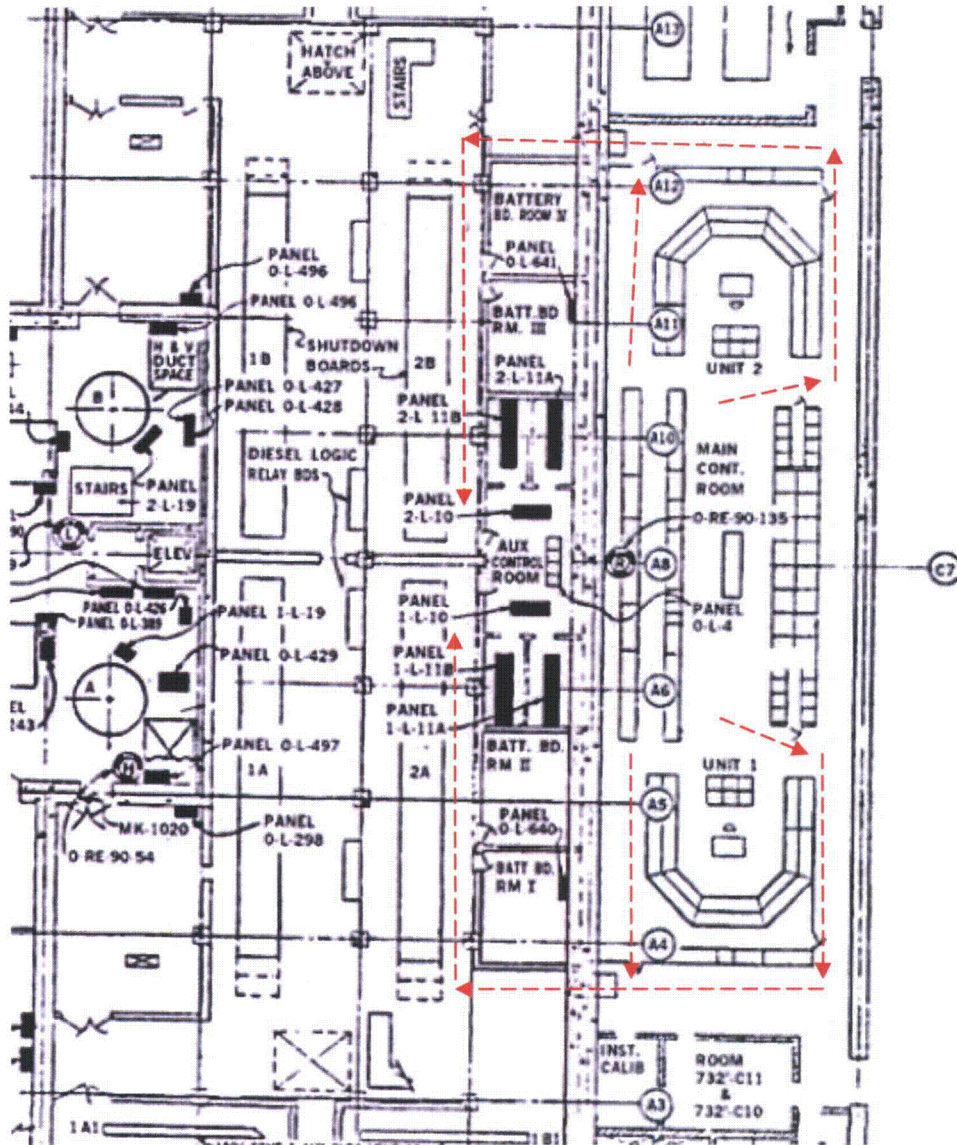 A13
HATCH
ABOVE
STAIRS
A12
BATTERY
BD. ROOM IV
PANEL
0-L-641
PANEL
0-L-496
PANEL 0-L-496
A11
BATT. BD
RM. III
H & V
DUCT
SPACE
1B
SHUTDOWN
BOARDS
2B
UNIT 2
PANEL
2-L-11A
PANEL 0-L-427
PANEL 0-L-428
B
PANEL
2-L 11B
A10
MAIN
CONT.
ROOM
DIESEL LOGIC
RELAY BDS
STAIRS
PANEL
2-L-19
PANEL
2-L-10
0-RE-90-135
L
ELEV
AUX
CONTROL
ROOM
R
A8
C7
PANEL 0-L-426
PANEL 0-L-389
PANEL 1-L-19
PANEL
1-L-10
PANEL
0-L-4
PANEL 0-L-429
PANEL
1-L-11B
A6
A
243
PANEL
1-L-11A
PANEL 0-L-497
BATT. BD.
RM II
UNIT 1
H
1A
2A
A5
MK-1020
PANEL
0-L-298
PANEL
0-L-640
0-RE-90-54
BATT BD.
RM I
A4
INST.
CALIB
ROOM
732'-C11
&
732'-C10
A3
1A1
1B1